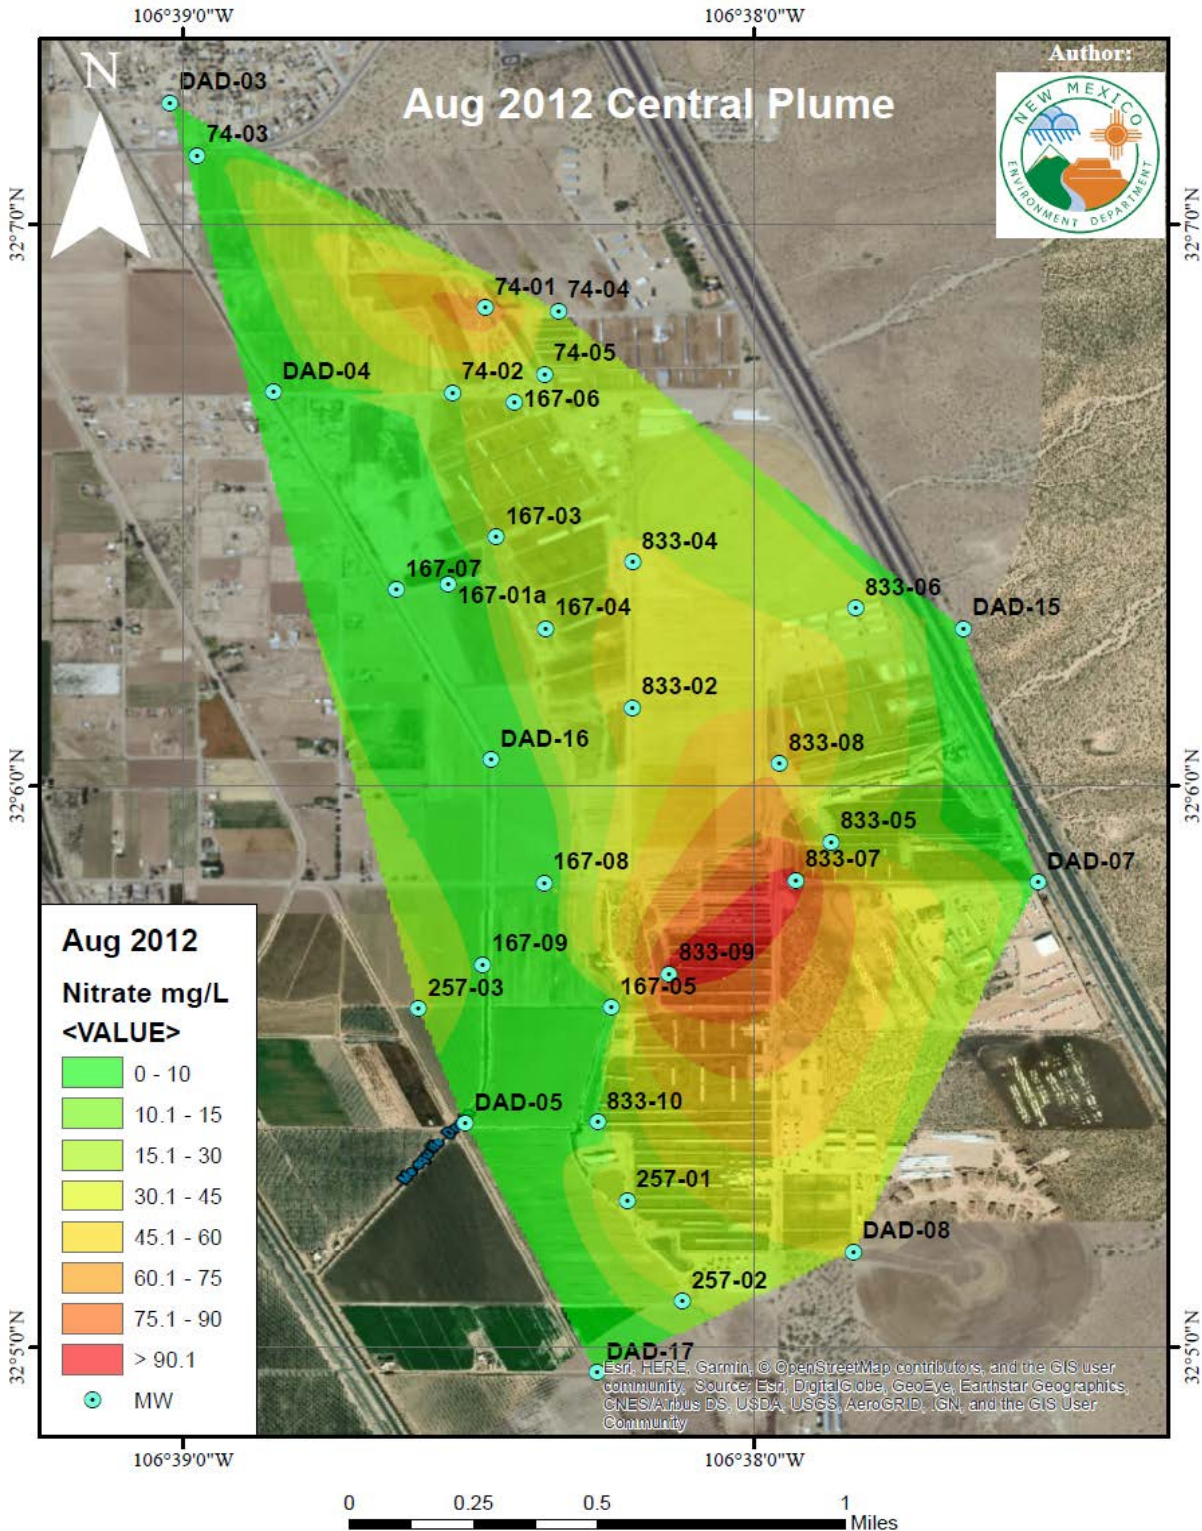 106°39'0"W
106°38'0"W
Author:
N
DAD-03
Aug 2012 Central Plume
NEW MEXICO
ENVIRONMENT DEPARTMENT
74-03
32°7'0"N
32°7'0"N
74-01
74-04
74-05
DAD-04
74-02
167-06
167-03
833-04
167-07
167-01a
167-04
833-06
DAD-15
833-02
DAD-16
833-08
32°6'0"N
32°6'0"N
833-05
833-07
DAD-07
167-08
Aug 2012
Nitrate mg/L
<VALUE>
0 - 10
10.1 - 15
15.1 - 30
30.1 - 45
45.1 - 60
60.1 - 75
75.1 - 90
> 90.1
MW
167-09
833-09
257-03
167-05
DAD-05
833-10
Mesquite
257-01
DAD-08
257-02
DAD-17
32°5'0"N
32°5'0"N
Esri, HERE, Garmin, © OpenStreetMap contributors, and the GIS user
community, Source: Esri, DigitalGlobe, GeoEye, Earthstar Geographics,
CNES/Airbus DS, USDA, USGS, AeroGRID, IGN, and the GIS User
Community
106°39'0"W
106°38'0"W
0 0.25 0.5 1
Miles